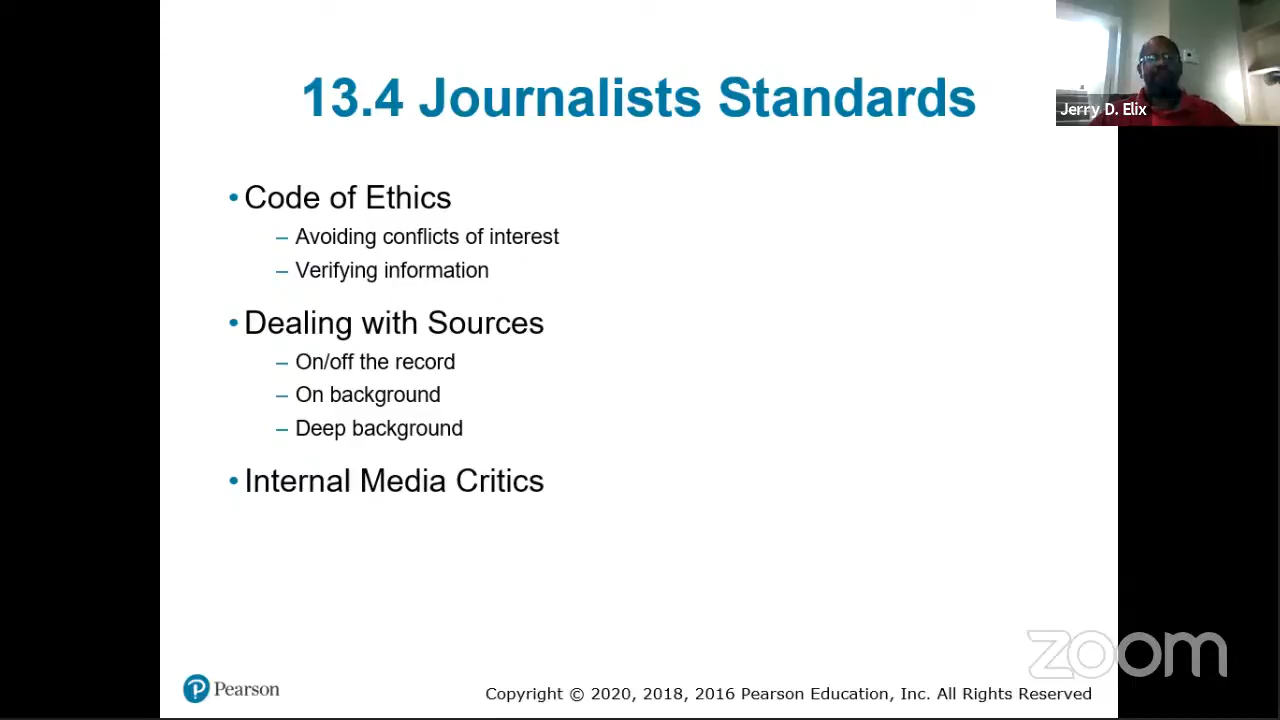 13.4 Journalists Standards
Jerry D. Elix
• Code of Ethics
– Avoiding conflicts of interest
– Verifying information
• Dealing with Sources
– On/off the record
– On background
– Deep background
• Internal Media Critics
zoom
Pearson
Copyright © 2020, 2018, 2016 Pearson Education, Inc. All Rights Reserved